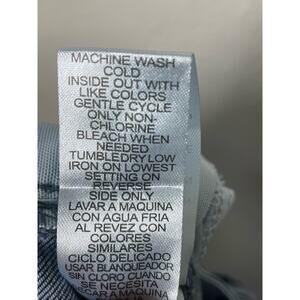 MACHINE WASH
COLD
INSIDE OUT WITH
LIKE COLORS
GENTLE CYCLE
ONLY NON-
CHLORINE
BLEACH WHEN
NEEDED
TUMBLEDRY LOW
IRON ON LOWEST
SETTING ON
REVERSE
SIDE ONLY
LAVAR A MAQUINA
CON AGUA FRIA
AL REVEZ CON
COLORES
SIMILARES
CICLO DELICADO
USAR BLANQUEADOR
SIN CLORO CUANDO
SE NECESITA
CAR A MAQUINA